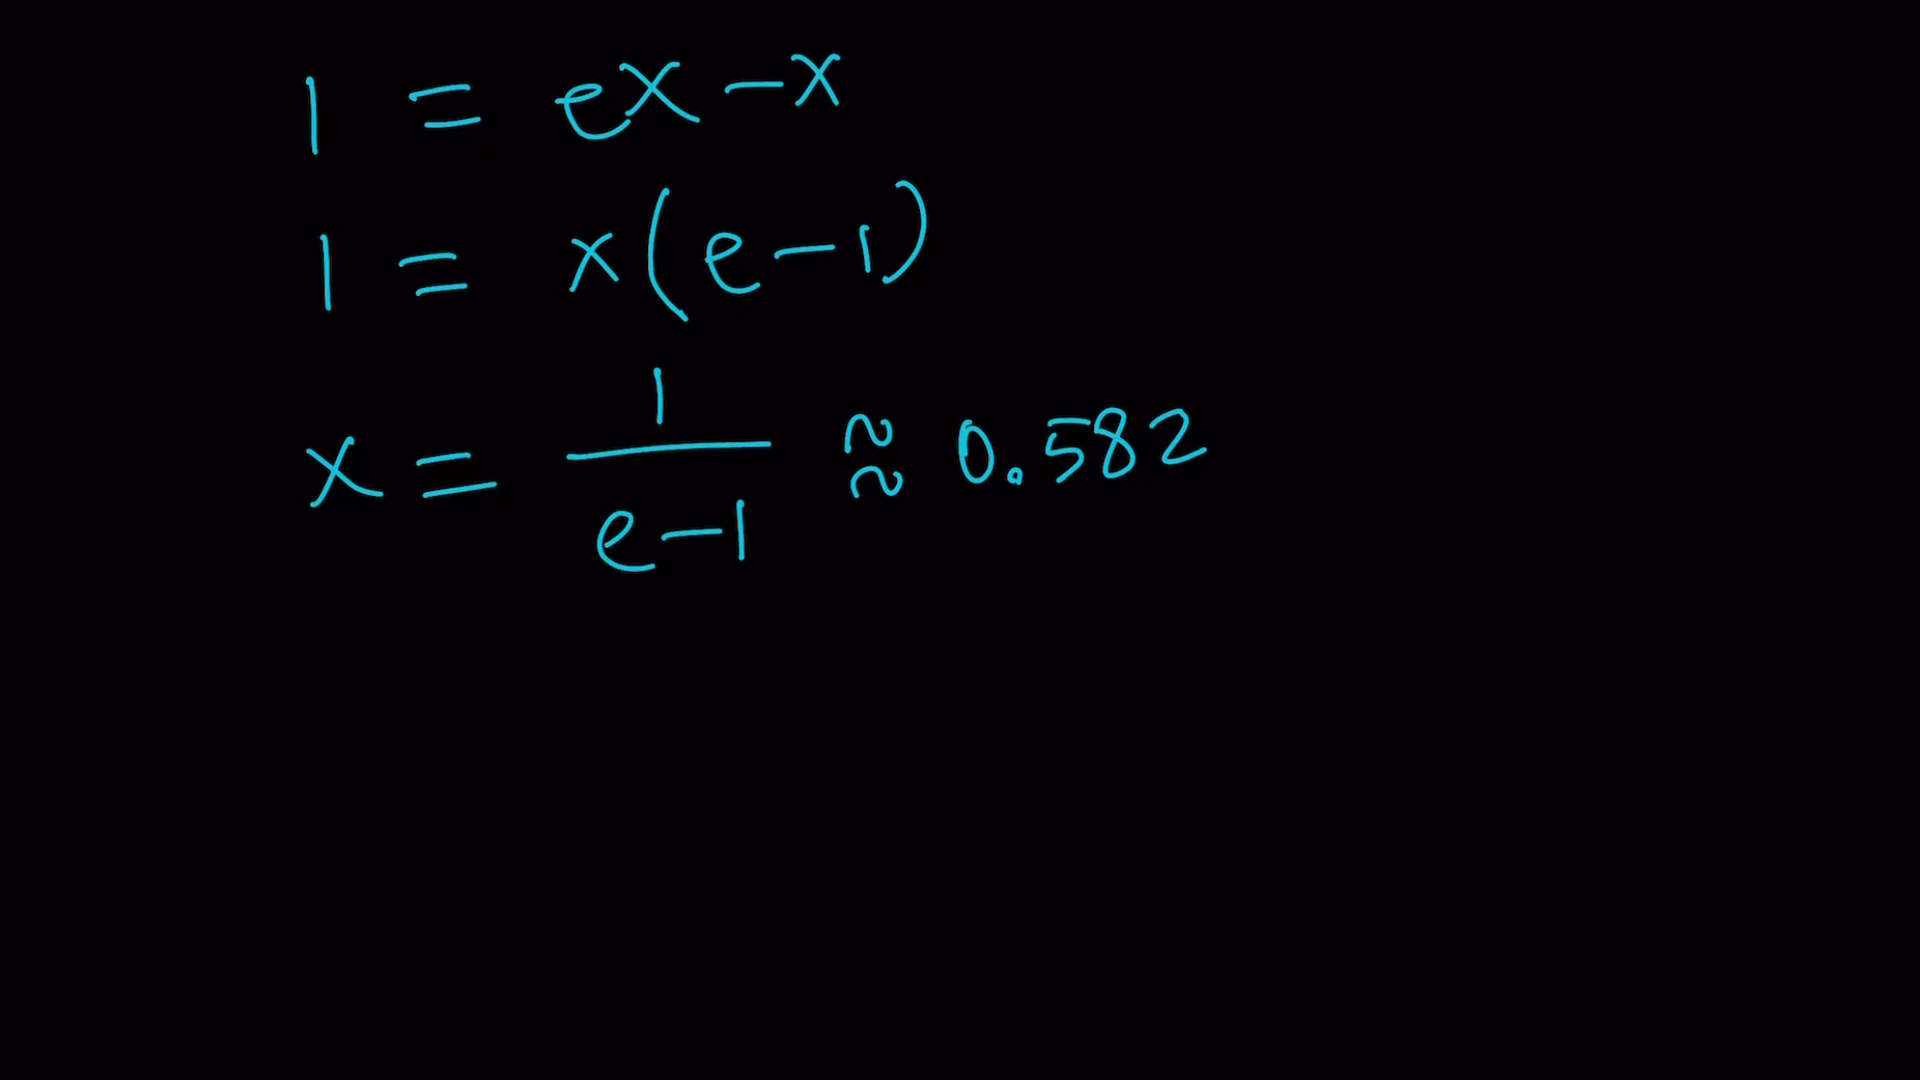 1 = ex - x
1 = x(e-1)
x = 1/(e-1) ≈ 0.582